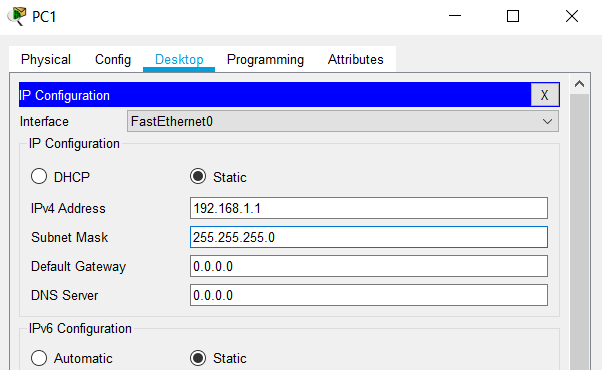 PC1
Physical Config Desktop Programming Attributes
IP Configuration X
Interface FastEthernet0
IP Configuration
DHCP Static
IPv4 Address 192.168.1.1
Subnet Mask 255.255.255.0
Default Gateway 0.0.0.0
DNS Server 0.0.0.0
IPv6 Configuration
Automatic Static